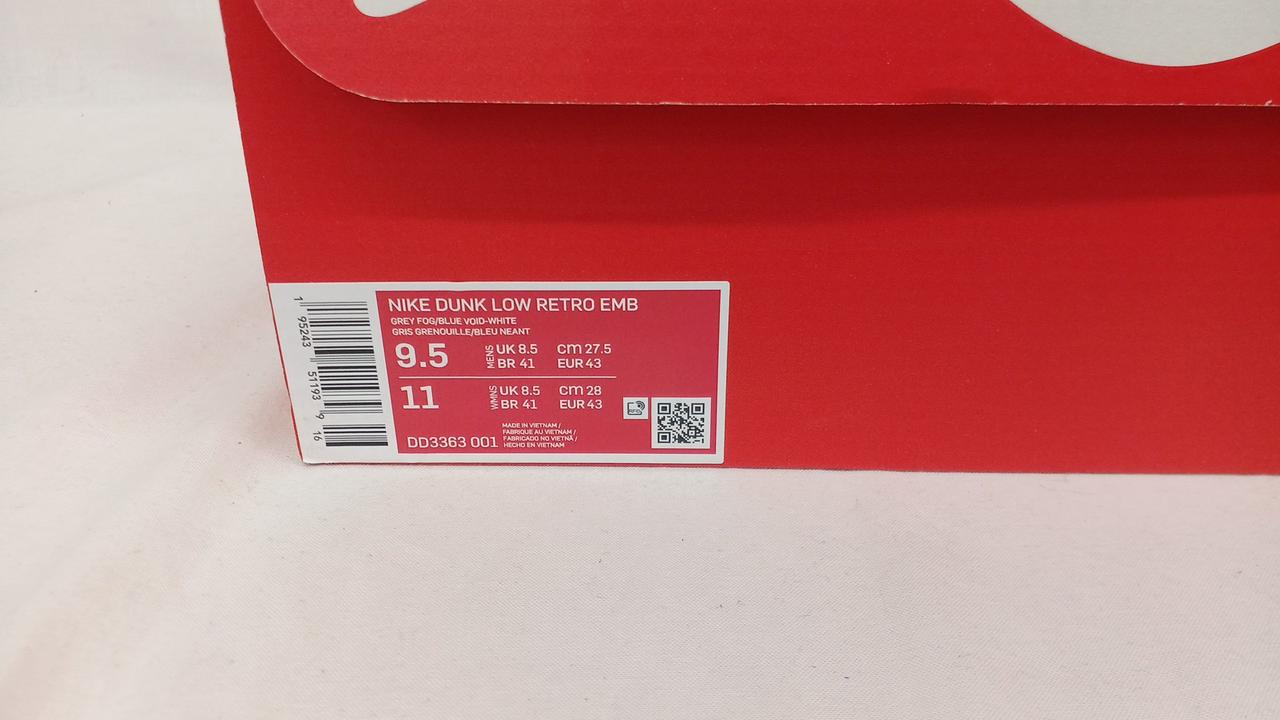 NIKE DUNK LOW RETRO EMB
GREY FOG/BLUE VOID-WHITE
GRIS GRENOUILLE/BLEU NEANT
9.5 MENS UK 8.5 CM 27.5
BR 41 EUR 43
11 WMNS UK 8.5 CM 28
BR 41 EUR 43
DD3363 001
MADE IN VIETNAM /
FABRIQUE AU VIETNAM /
FABRICADO NO VIETNÃ /
HECHO EN VIETNAM
RFID
1 95243 51193 9 16